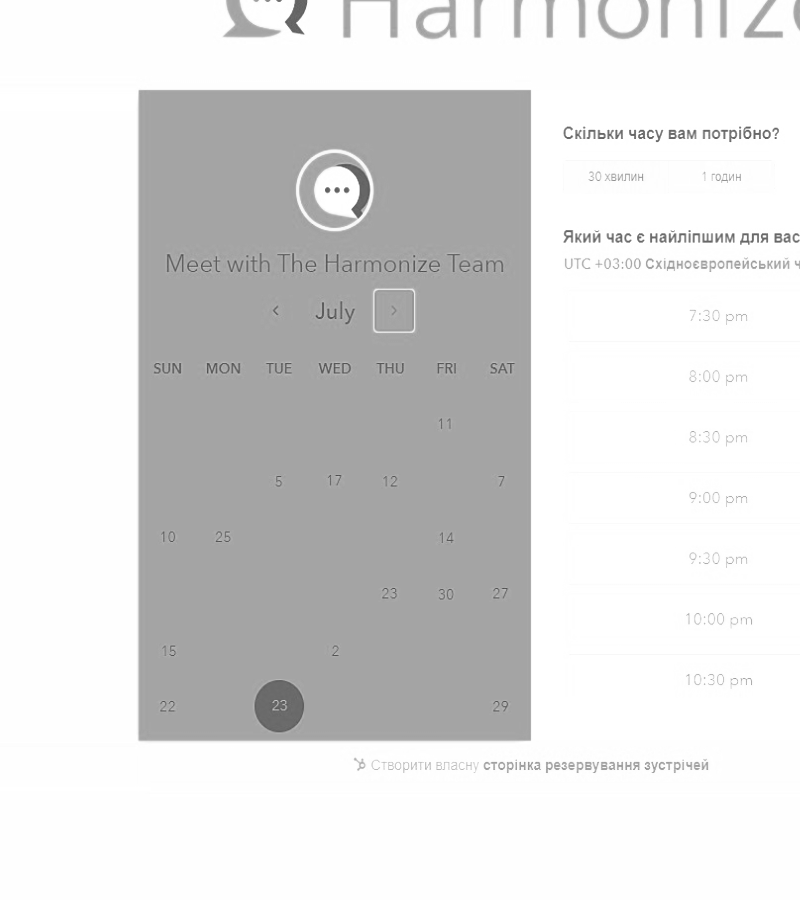 Harmonize
Meet with The Harmonize Team
July
SUN MON TUE WED THU FRI SAT
11
5 17 12 7
10 25 14
23 30 27
15 2
22 23 29
Скільки часу вам потрібно?
30 хвилин 1 годин
Який час є найліпшим для вас
UTC +03:00 Східноєвропейський ч
7:30 pm
8:00 pm
8:30 pm
9:00 pm
9:30 pm
10:00 pm
10:30 pm
Створити власну сторінка резервування зустрічей